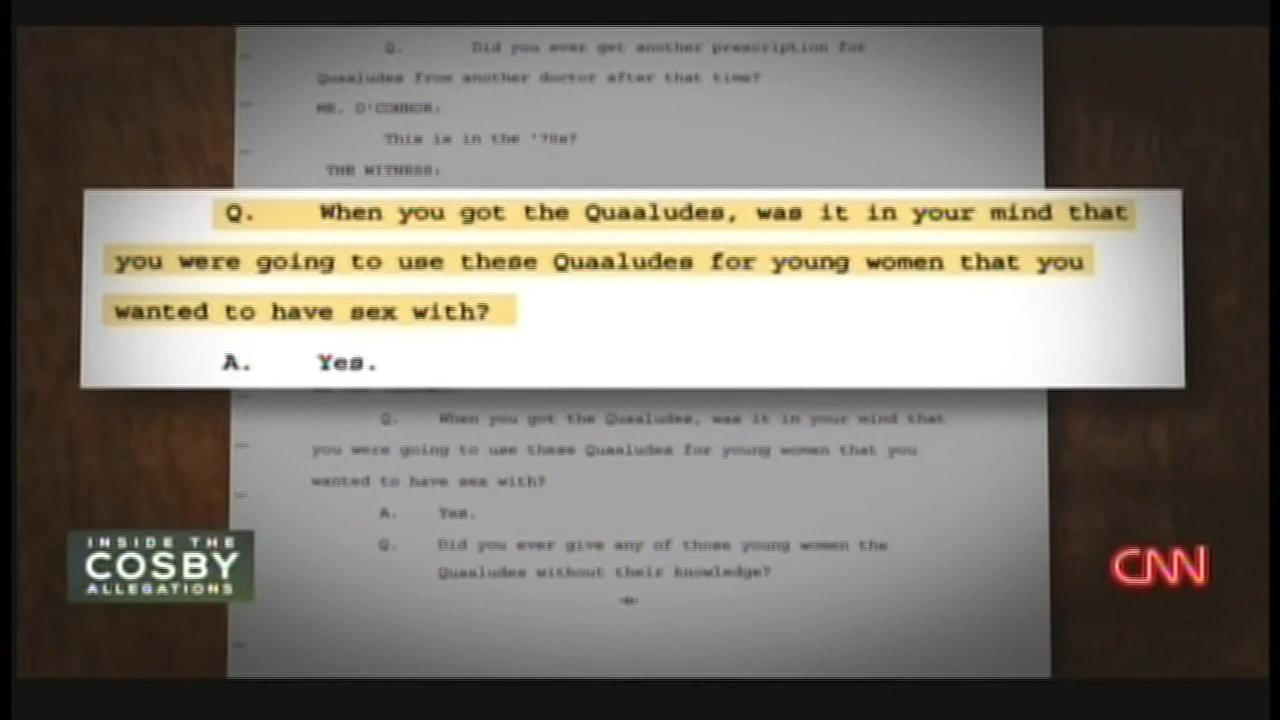 Q. Did you ever get another prescription for
Quaaludes from another doctor after that time?
MR. O'CONNOR:
This is in the '70s?
THE WITNESS:
Q. When you got the Quaaludes, was it in your mind that
you were going to use these Quaaludes for young women that you
wanted to have sex with?
A. Yes.
Q. When you got the Quaaludes, was it in your mind that
you were going to use these Quaaludes for young women that you
wanted to have sex with?
A. Yes.
Q. Did you ever give any of those young women the
Quaaludes without their knowledge?
INSIDE THE
COSBY
ALLEGATIONS
CNN